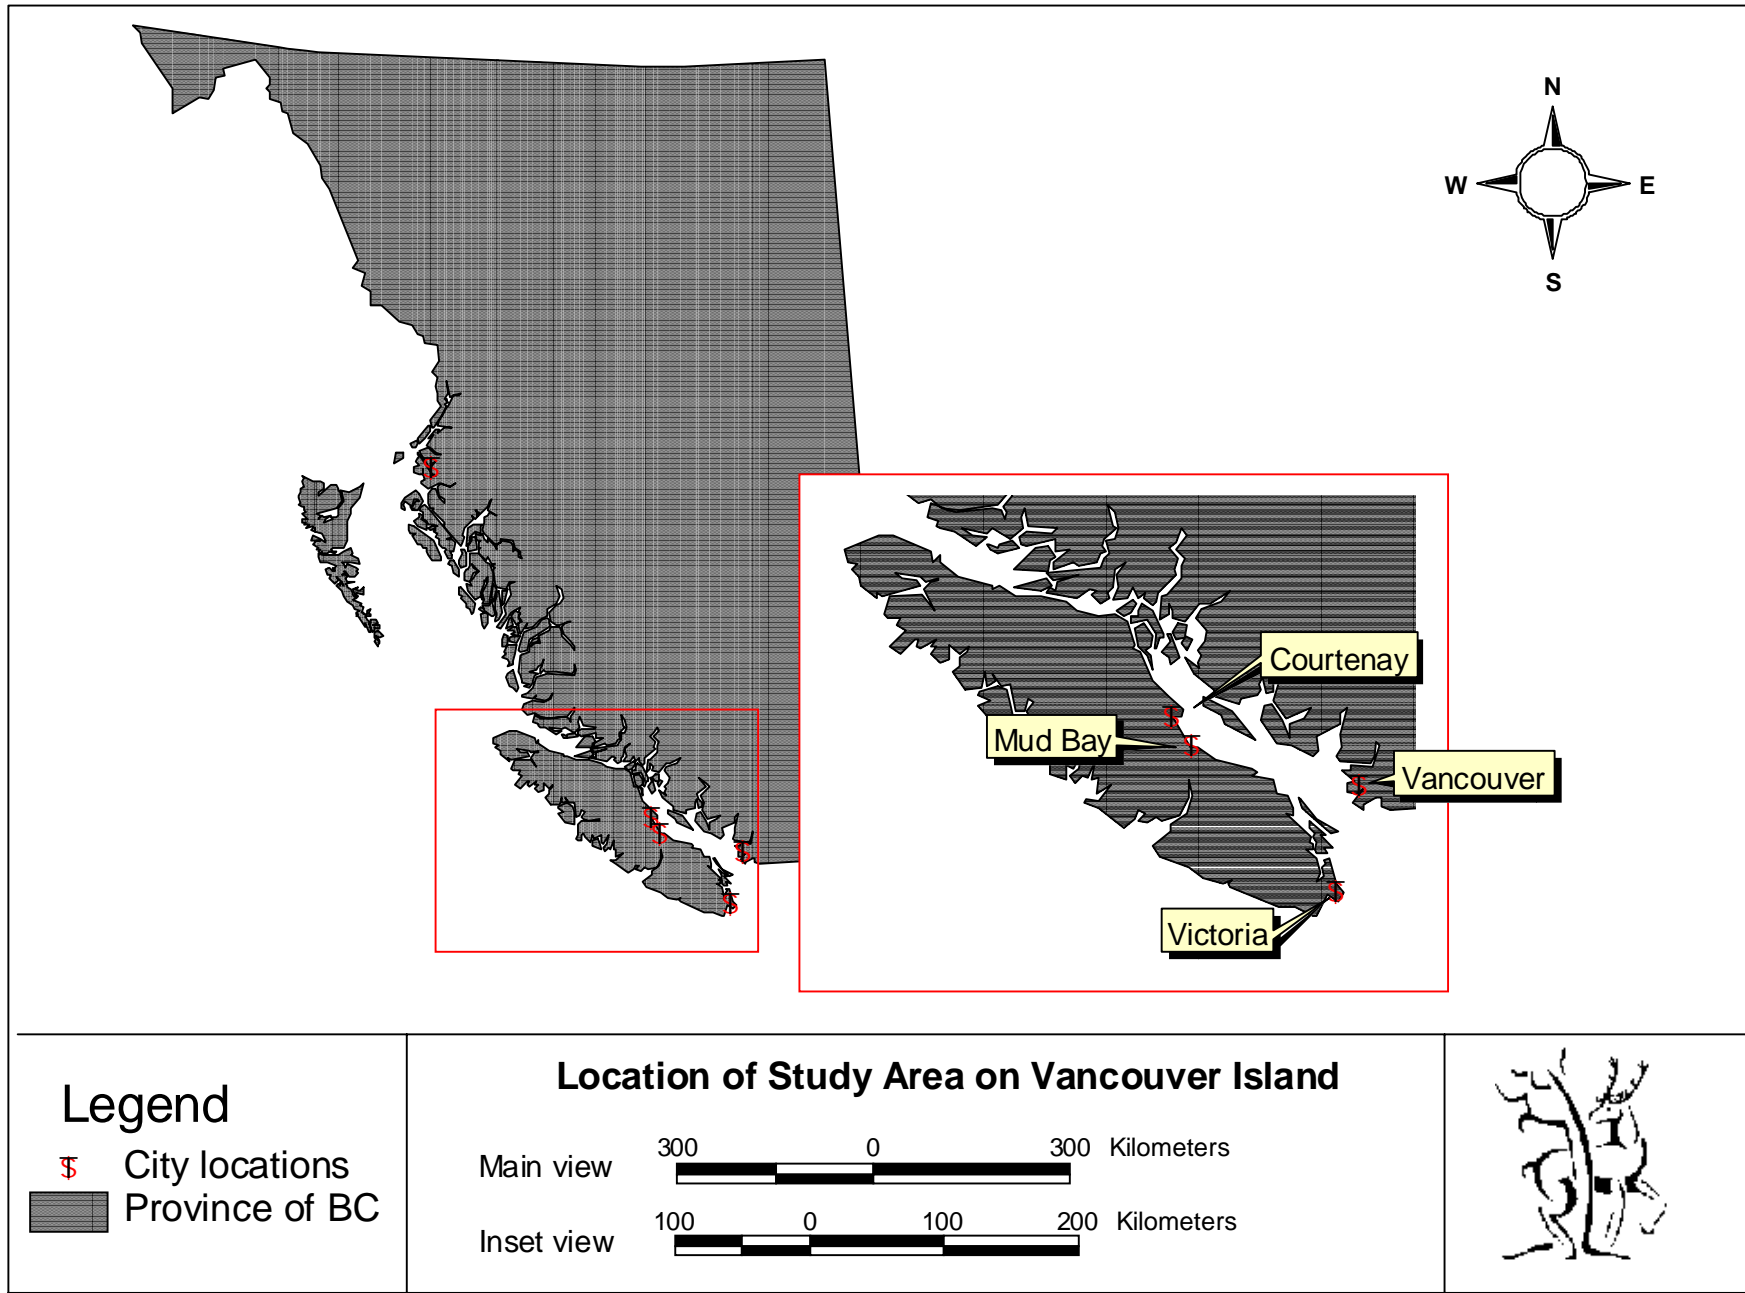 N
W E
S
Courtenay
Mud Bay
Vancouver
Victoria
Legend
City locations
Province of BC
Location of Study Area on Vancouver Island
Main view
300 0 300 Kilometers
Inset view
100 0 100 200 Kilometers